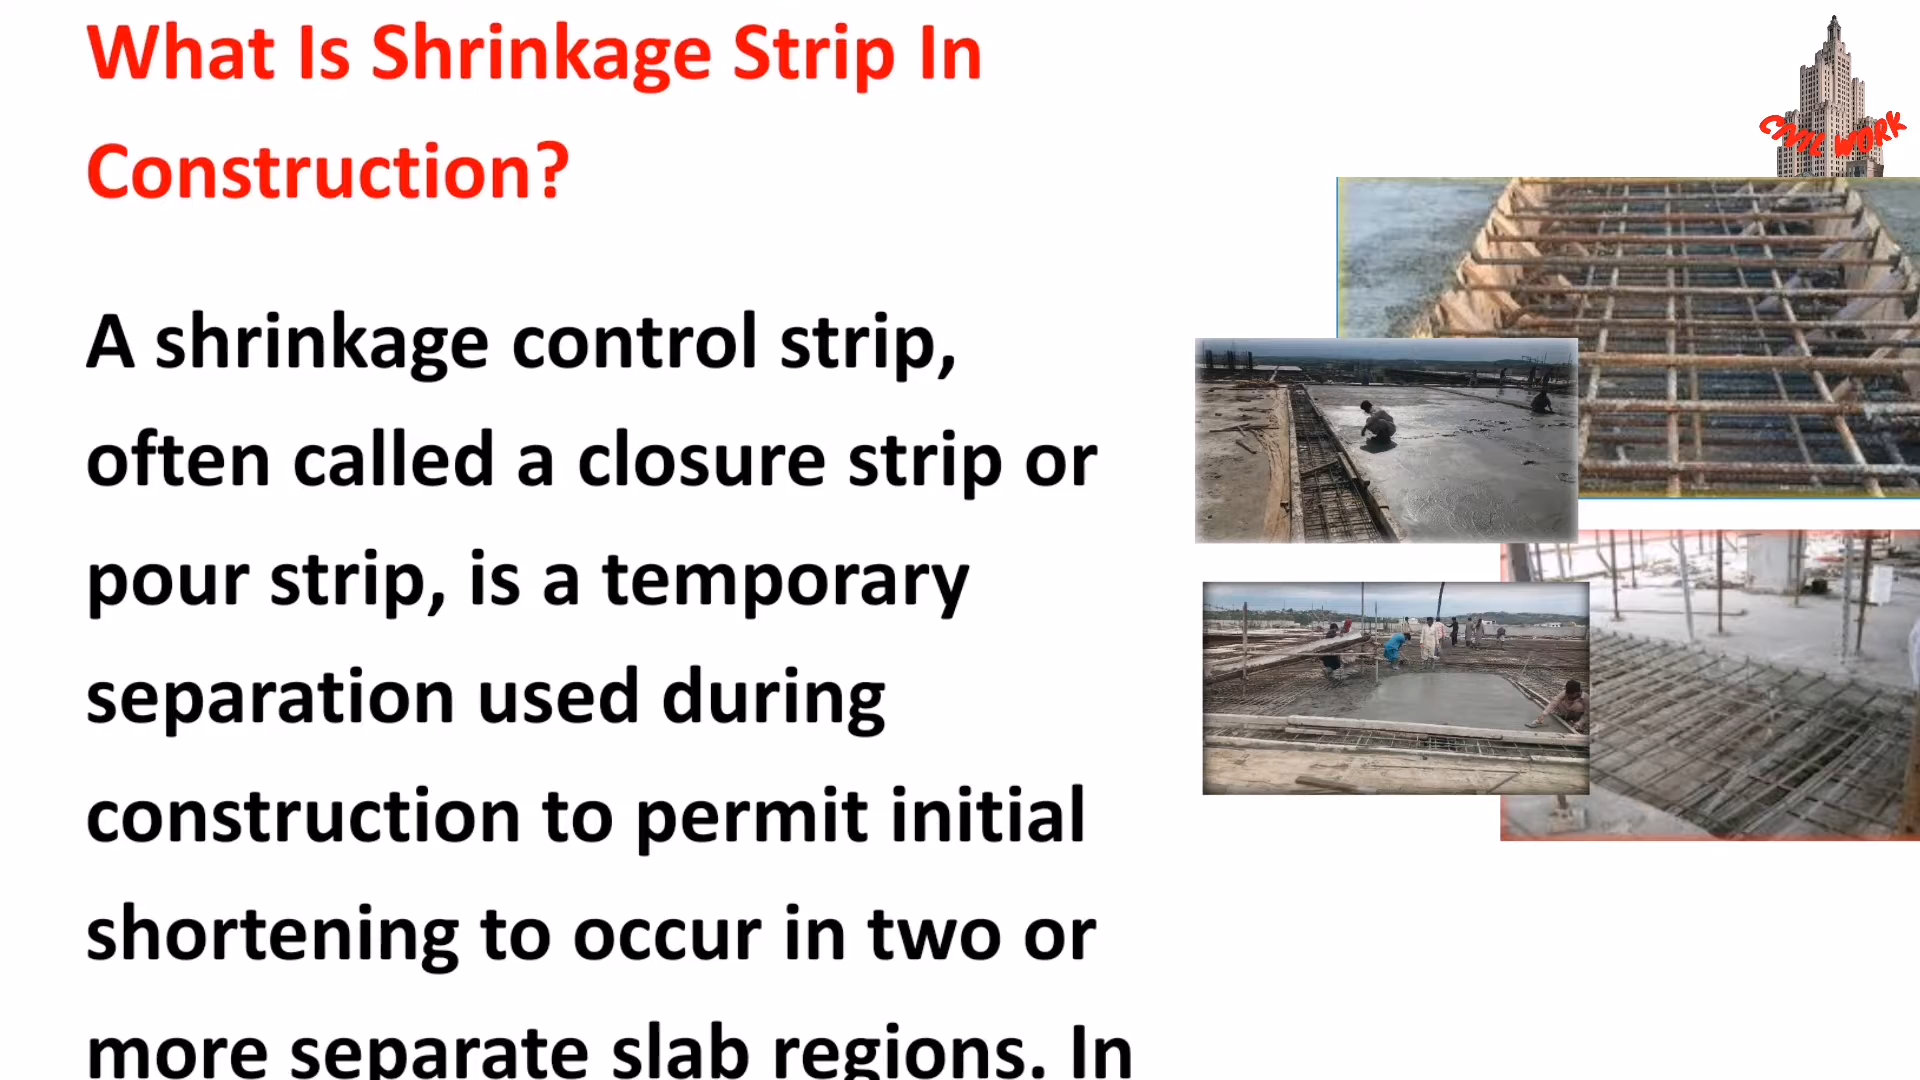 What Is Shrinkage Strip In
Construction?
A shrinkage control strip,
often called a closure strip or
pour strip, is a temporary
separation used during
construction to permit initial
shortening to occur in two or
more separate slab regions. In
CIVIL WORK